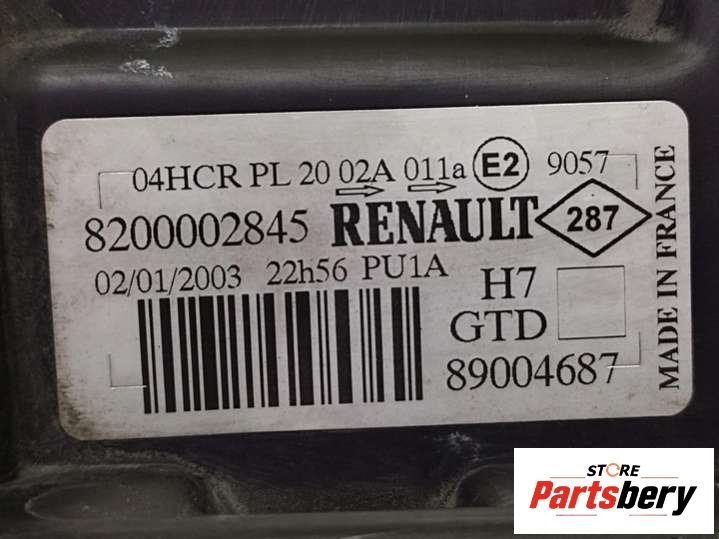 04HCR PL 20 02A 011a E2 9057
8200002845 RENAULT 287
02/01/2003 22h56 PU1A H7
GTD
89004687
MADE IN FRANCE
STORE
Partsbery